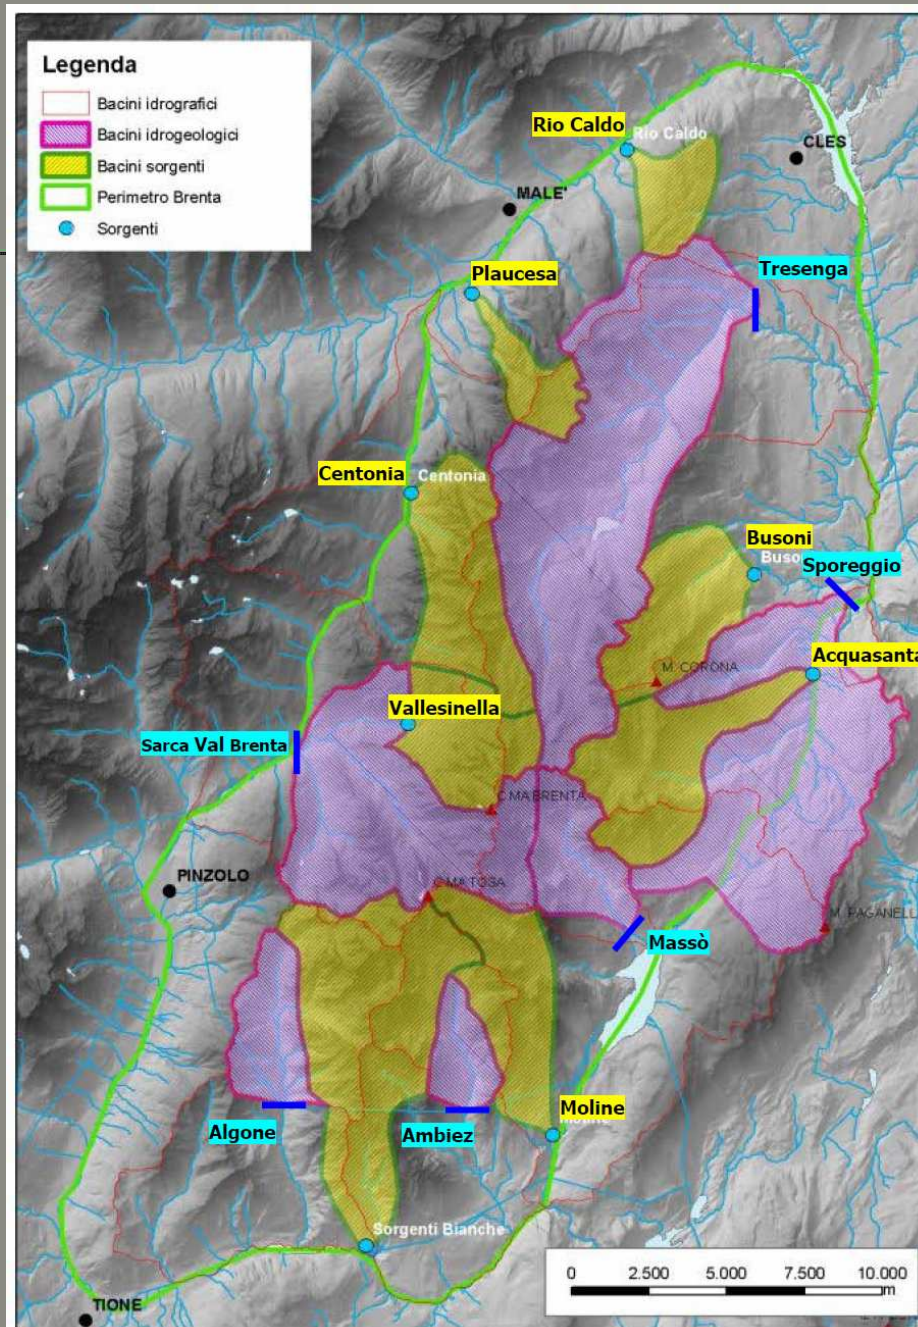 Legenda
Bacini idrografici
Bacini idrogeologici
Bacini sorgenti
Perimetro Brenta
Sorgenti
Rio Caldo
Rio Caldo
CLES
MALE'
Tresenga
Plaucesa
Centonia
Centonia
Busoni
Sporeggio
M. CORONA
Acquasanta
Vallesinella
Sarca Val Brenta
C.MA BRENTA
PINZOLO
C.MA TOSA
M. PAGANELL
Massò
Moline
Algone
Ambiez
Sorgenti Bianche
0 2.500 5.000 7.500 10.000
m
TIONE